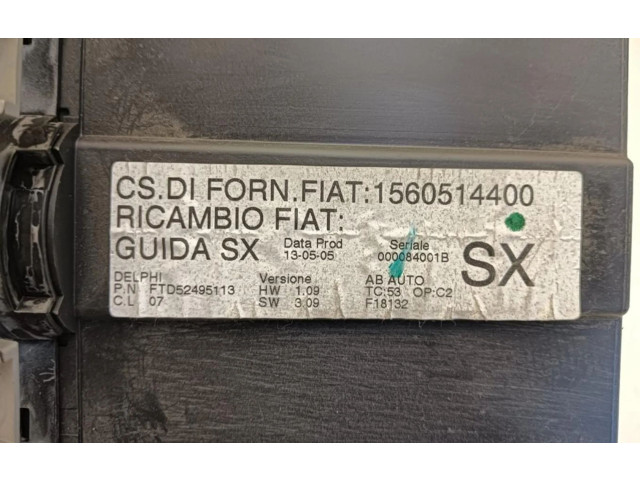 CS.DI FORN.FIAT:1560514400
RICAMBIO FIAT:
GUIDA SX Data Prod 13-05-05 Seriale 000084001B SX
DELPHI Versione AB AUTO
P.N FTD52495113 HW 1.09 TC:53 OP:C2
C.L 07 SW 3.09 F18132